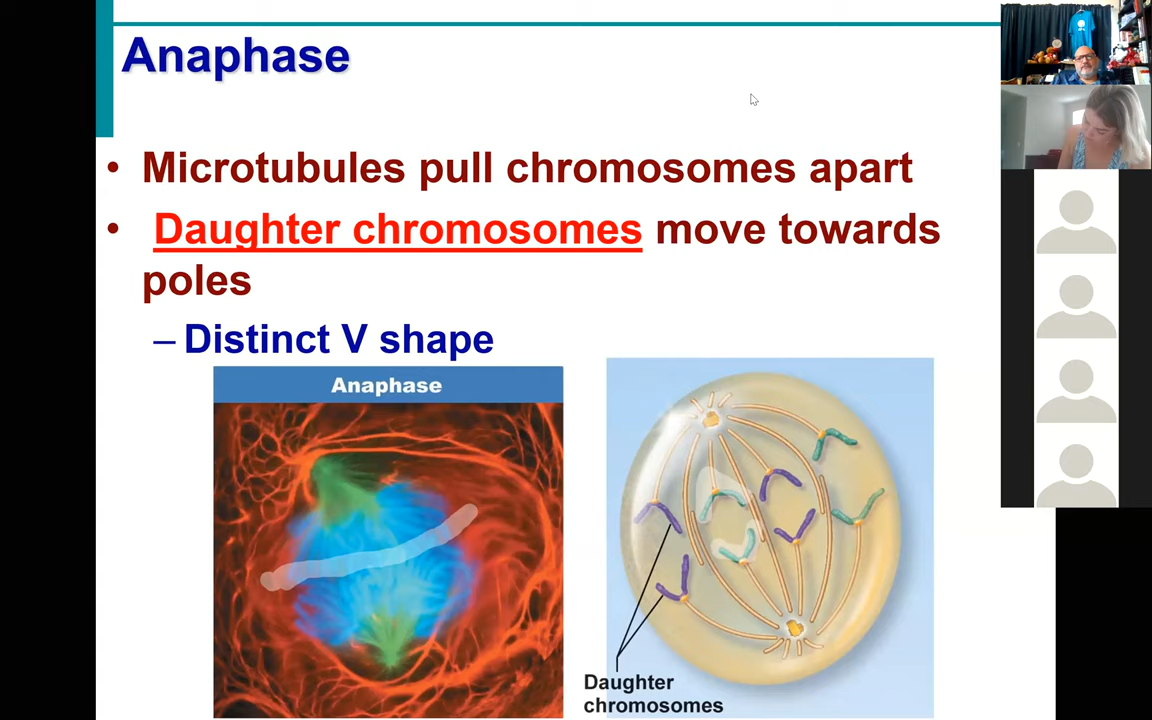 Anaphase
• Microtubules pull chromosomes apart
• Daughter chromosomes move towards
poles
– Distinct V shape
Anaphase
Daughter
chromosomes